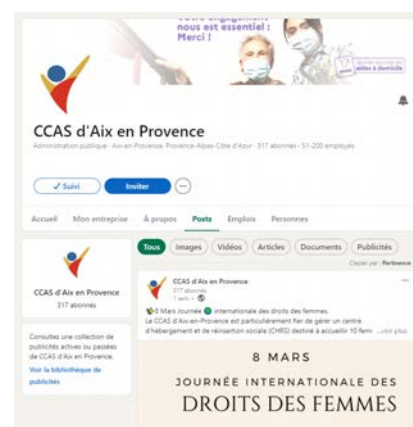 nous est essentiel :
Merci !
17
aides à domicile
CCAS d'Aix en Provence
Administration publique · Aix-en-Provence, Provence-Alpes-Côte d'Azur · 317 abonnés · 51-200 employés
✓ Suivi Inviter
Accueil Mon entreprise À propos Posts Emplois Personnes
Tous Images Vidéos Articles Documents Publicités
Classer par : Pertinence
CCAS d'Aix en Provence
317 abonnés
Consultez une collection de
publicités actives ou passées
de CCAS d'Aix en Provence.
Voir la bibliothèque de
publicités
CCAS d'Aix en Provence
317 abonnés
1 sem •
8 Mars Journée internationale des droits des femmes.
Le CCAS d'Aix-en-Provence est particulièrement fier de gérer un centre
d'hébergement et de réinsertion sociale (CHRS) destiné à accueillir 10 fem ...voir plus
8 MARS
JOURNÉE INTERNATIONALE DES
DROITS DES FEMMES